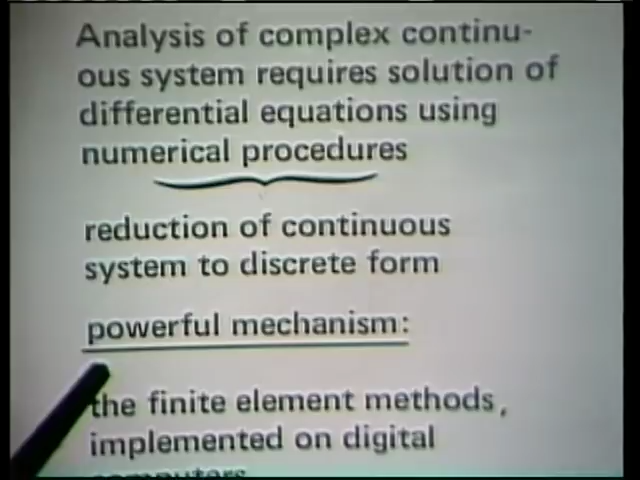 Analysis of complex continu-
ous system requires solution of
differential equations using
numerical procedures
reduction of continuous
system to discrete form
powerful mechanism:
the finite element methods,
implemented on digital
computers